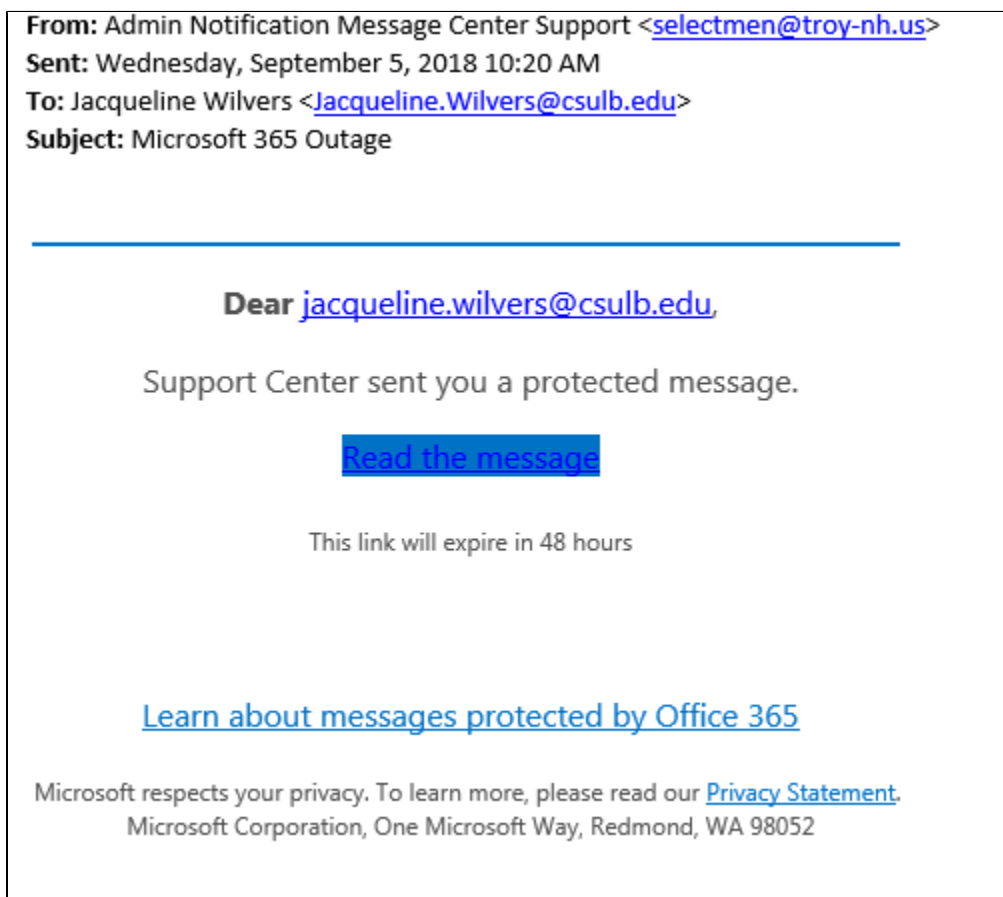 From: Admin Notification Message Center Support <selectmen@troy-nh.us>
Sent: Wednesday, September 5, 2018 10:20 AM
To: Jacqueline Wilvers <Jacqueline.Wilvers@csulb.edu>
Subject: Microsoft 365 Outage
Dear jacqueline.wilvers@csulb.edu,
Support Center sent you a protected message.
Read the message
This link will expire in 48 hours
Learn about messages protected by Office 365
Microsoft respects your privacy. To learn more, please read our Privacy Statement.
Microsoft Corporation, One Microsoft Way, Redmond, WA 98052